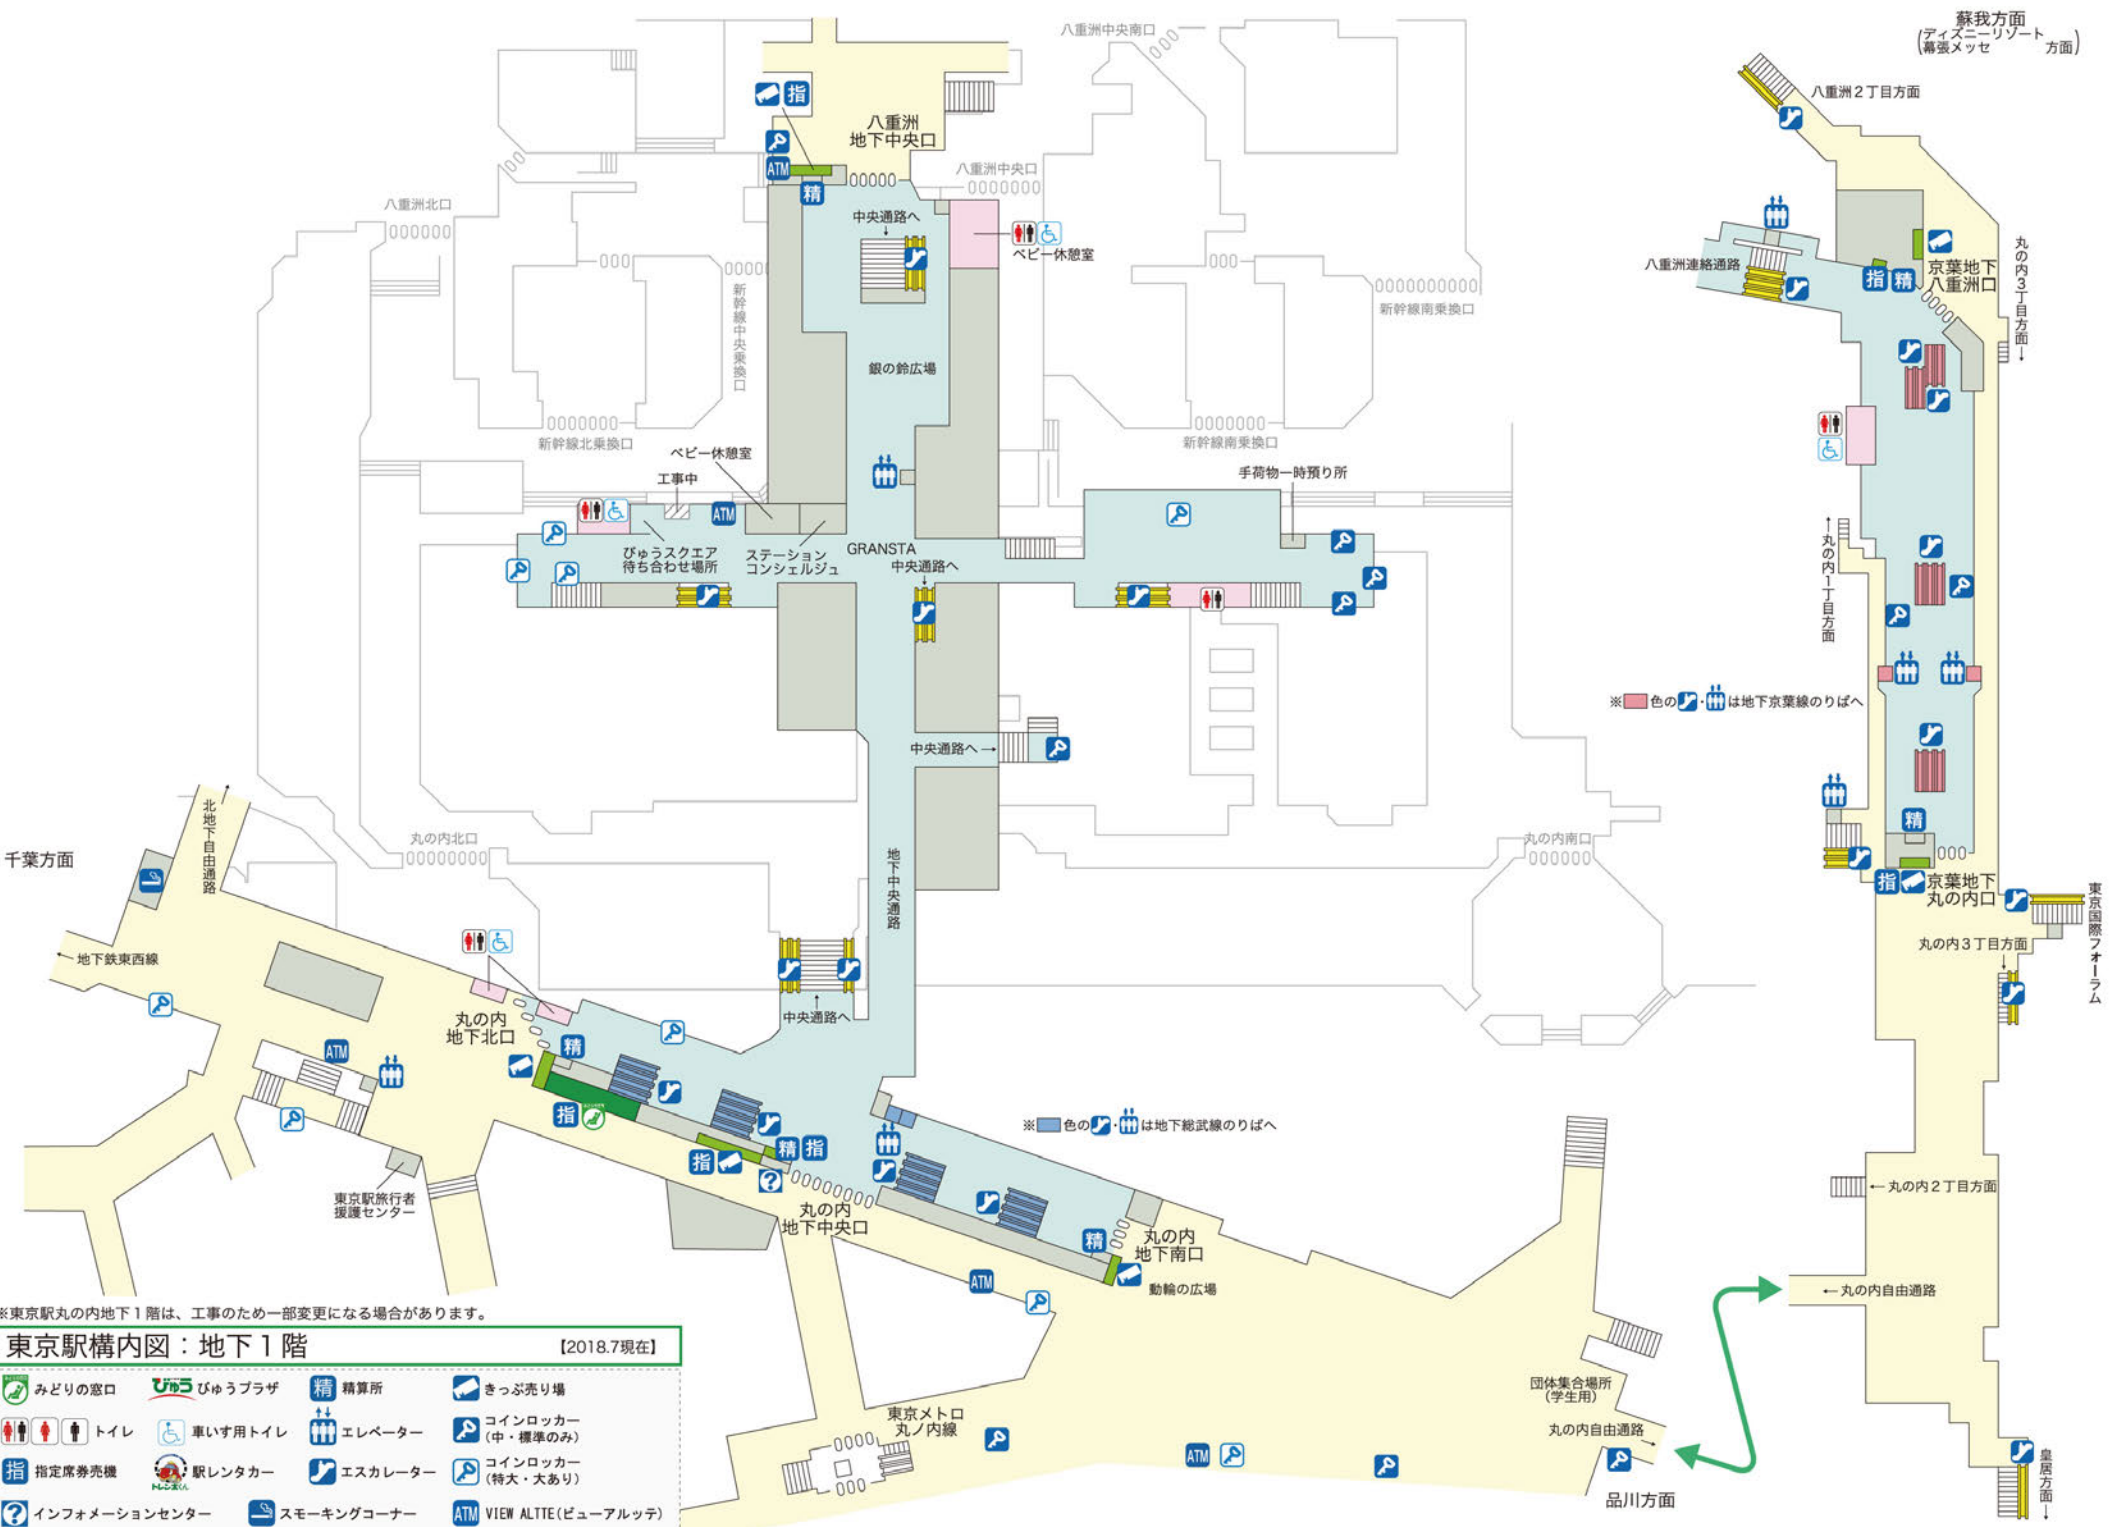 八重洲中央南口
蘇我方面
(ディズニーリゾート
幕張メッセ 方面)
八重洲2丁目方面
指
八重洲
地下中央口
ATM
精
八重洲中央口
八重洲北口
中央通路へ
ベビー休憩室
八重洲連絡通路
指 精
京葉地下
八重洲口
丸の内3丁目方面→
新幹線中央乗換口
新幹線南乗換口
銀の鈴広場
新幹線北乗換口
新幹線南乗換口
ベビー休憩室
工事中
手荷物一時預り所
ATM
びゅうスクエア
待ち合わせ場所
ステーション
コンシェルジュ
GRANSTA
中央通路へ
←丸の内1丁目方面
※色の・は地下京葉線のりばへ
中央通路へ→
精
丸の内北口
丸の内南口
北地下自由通路
千葉方面
地下中央通路
指
京葉地下
丸の内口
東京国際フォーラム
丸の内3丁目方面
←地下鉄東西線
中央通路へ
丸の内
地下北口
精
ATM
指
※色の・は地下総武線のりばへ
精 指
指
?
東京駅旅行者
援護センター
丸の内
地下中央口
←丸の内2丁目方面
精
丸の内
地下南口
ATM
動輪の広場
←丸の内自由通路
※東京駅丸の内地下1階は、工事のため一部変更になる場合があります。
東京駅構内図：地下1階
【2018.7現在】
みどりの窓口
びゅう びゅうプラザ
精 精算所
きっぷ売り場
トイレ
車いす用トイレ
エレベーター
コインロッカー
(中・標準のみ)
指 指定席券売機
駅レンタカー
エスカレーター
コインロッカー
(特大・大あり)
? インフォメーションセンター
スモーキングコーナー
ATM VIEW ALTTE(ビューアルッテ)
東京メトロ
丸ノ内線
ATM
団体集合場所
(学生用)
丸の内自由通路
→
品川方面
皇居方面→